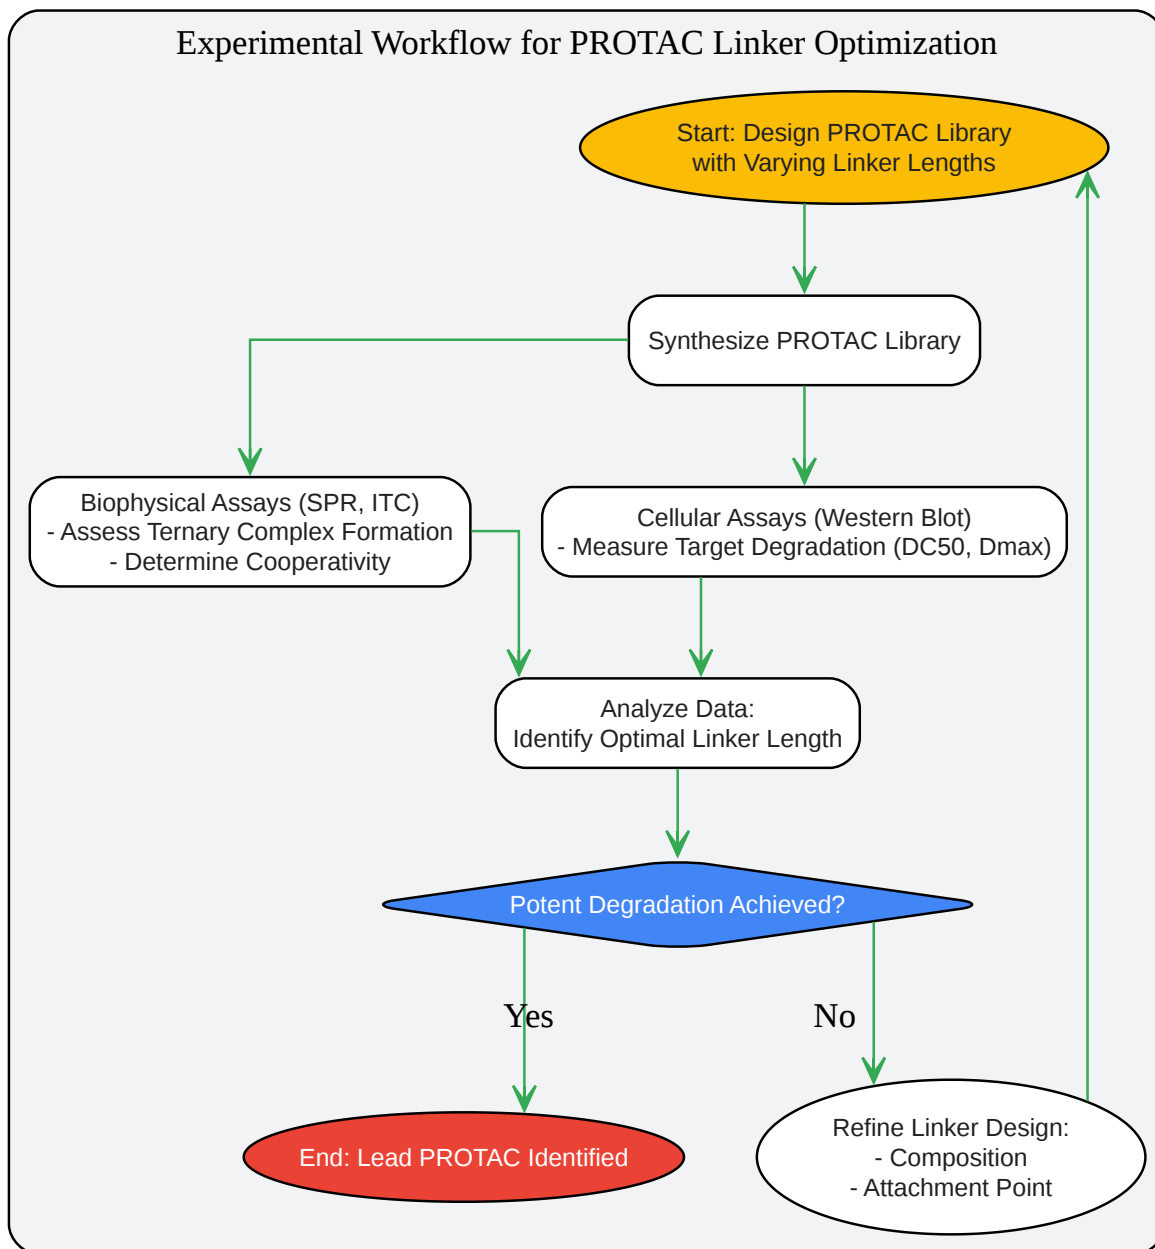 Experimental Workflow for PROTAC Linker Optimization
Start: Design PROTAC Library
with Varying Linker Lengths
Synthesize PROTAC Library
Biophysical Assays (SPR, ITC)
- Assess Ternary Complex Formation
- Determine Cooperativity
Cellular Assays (Western Blot)
- Measure Target Degradation (DC50, Dmax)
Analyze Data:
Identify Optimal Linker Length
Potent Degradation Achieved?
Yes
No
End: Lead PROTAC Identified
Refine Linker Design:
- Composition
- Attachment Point